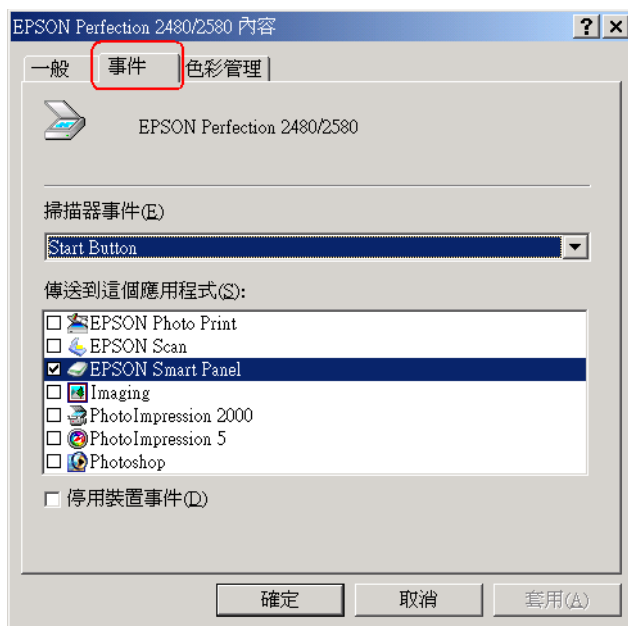 EPSON Perfection 2480/2580 內容
一般 事件 色彩管理
EPSON Perfection 2480/2580
掃描器事件(E)
Start Button
傳送到這個應用程式(S):
EPSON Photo Print
EPSON Scan
EPSON Smart Panel
Imaging
PhotoImpression 2000
PhotoImpression 5
Photoshop
停用裝置事件(D)
確定 取消 套用(A)